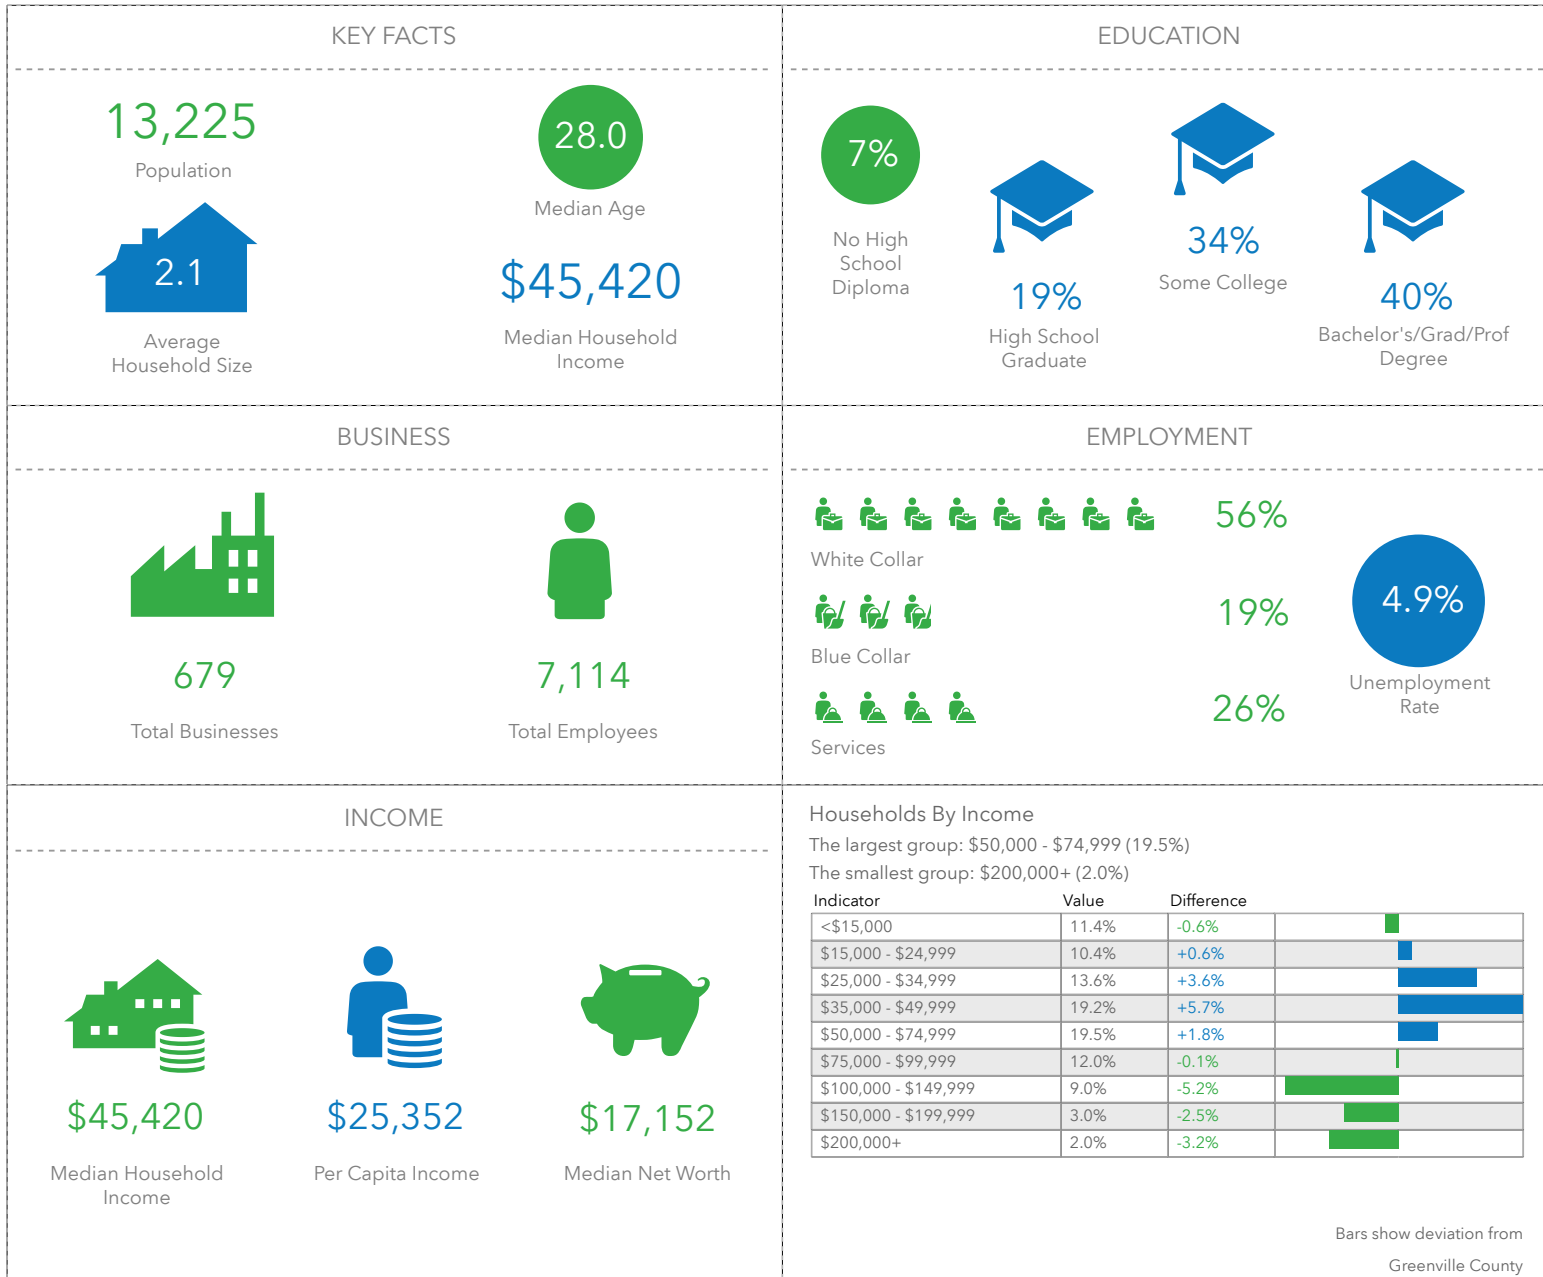 KEY FACTS
13,225
Population
28.0
Median Age
2.1
Average
Household Size
$45,420
Median Household
Income
EDUCATION
7%
No High
School
Diploma
19%
High School
Graduate
34%
Some College
40%
Bachelor's/Grad/Prof
Degree
BUSINESS
679
Total Businesses
7,114
Total Employees
EMPLOYMENT
56%
White Collar
19%
Blue Collar
26%
Services
4.9%
Unemployment
Rate
INCOME
$45,420
Median Household
Income
$25,352
Per Capita Income
$17,152
Median Net Worth
Households By Income
The largest group: $50,000 - $74,999 (19.5%)
The smallest group: $200,000+ (2.0%)
Indicator Value Difference
<$15,000 11.4% -0.6%
$15,000 - $24,999 10.4% +0.6%
$25,000 - $34,999 13.6% +3.6%
$35,000 - $49,999 19.2% +5.7%
$50,000 - $74,999 19.5% +1.8%
$75,000 - $99,999 12.0% -0.1%
$100,000 - $149,999 9.0% -5.2%
$150,000 - $199,999 3.0% -2.5%
$200,000+ 2.0% -3.2%
Bars show deviation from
Greenville County